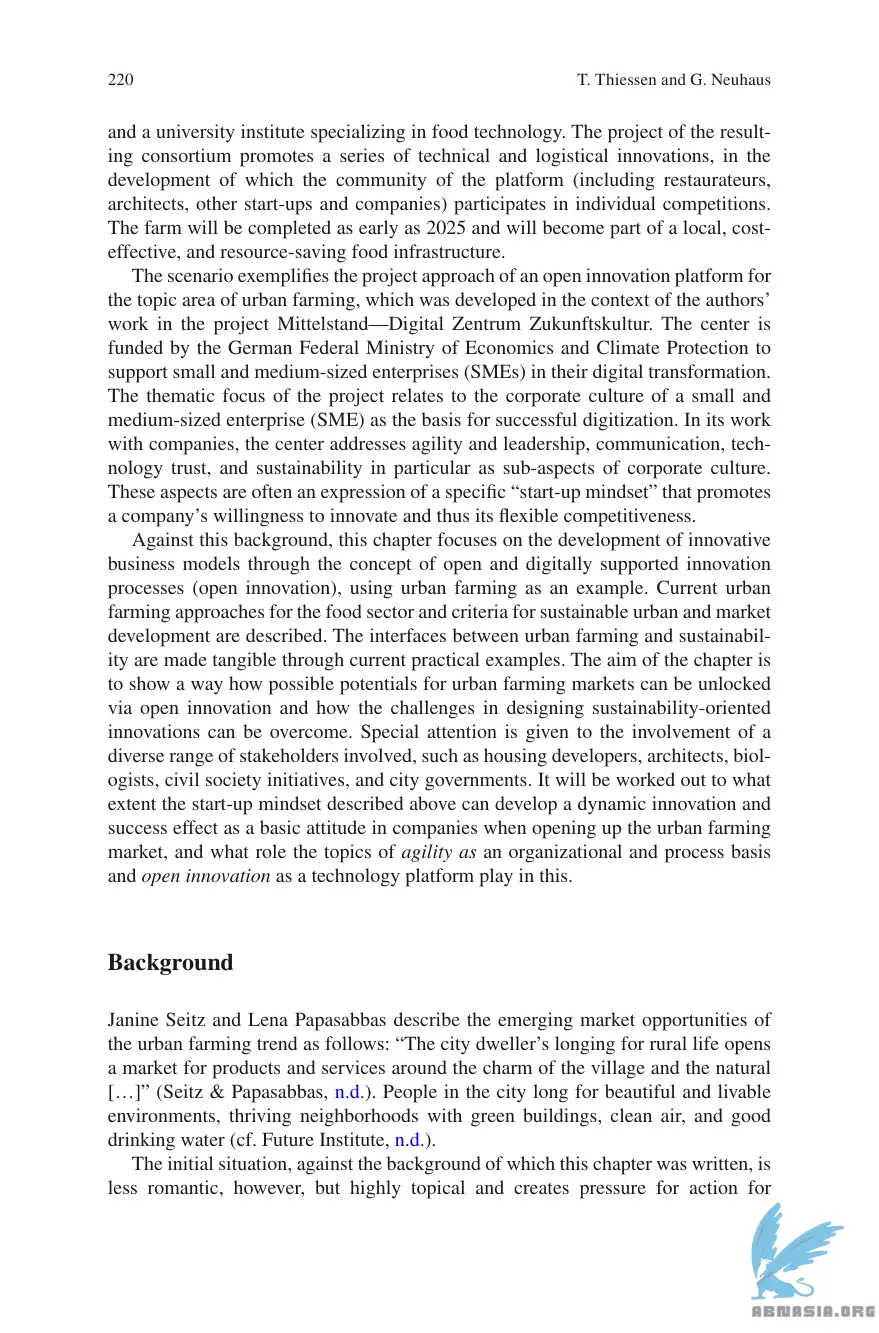 220
T. Thiessen and G. Neuhaus
and a university institute specializing in food technology. The project of the result-
ing consortium promotes a series of technical and logistical innovations, in the
development of which the community of the platform (including restaurateurs,
architects, other start-ups and companies) participates in individual competitions.
The farm will be completed as early as 2025 and will become part of a local, cost-
effective, and resource-saving food infrastructure.
The scenario exemplifies the project approach of an open innovation platform for
the topic area of urban farming, which was developed in the context of the authors’
work in the project Mittelstand—Digital Zentrum Zukunftskultur. The center is
funded by the German Federal Ministry of Economics and Climate Protection to
support small and medium-sized enterprises (SMEs) in their digital transformation.
The thematic focus of the project relates to the corporate culture of a small and
medium-sized enterprise (SME) as the basis for successful digitization. In its work
with companies, the center addresses agility and leadership, communication, tech-
nology trust, and sustainability in particular as sub-aspects of corporate culture.
These aspects are often an expression of a specific “start-up mindset” that promotes
a company’s willingness to innovate and thus its flexible competitiveness.
Against this background, this chapter focuses on the development of innovative
business models through the concept of open and digitally supported innovation
processes (open innovation), using urban farming as an example. Current urban
farming approaches for the food sector and criteria for sustainable urban and market
development are described. The interfaces between urban farming and sustainabil-
ity are made tangible through current practical examples. The aim of the chapter is
to show a way how possible potentials for urban farming markets can be unlocked
via open innovation and how the challenges in designing sustainability-oriented
innovations can be overcome. Special attention is given to the involvement of a
diverse range of stakeholders involved, such as housing developers, architects, biol-
ogists, civil society initiatives, and city governments. It will be worked out to what
extent the start-up mindset described above can develop a dynamic innovation and
success effect as a basic attitude in companies when opening up the urban farming
market, and what role the topics of agility as an organizational and process basis
and open innovation as a technology platform play in this.
Background
Janine Seitz and Lena Papasabbas describe the emerging market opportunities of
the urban farming trend as follows: “The city dweller’s longing for rural life opens
a market for products and services around the charm of the village and the natural
[…]” (Seitz & Papasabbas, n.d.). People in the city long for beautiful and livable
environments, thriving neighborhoods with green buildings, clean air, and good
drinking water (cf. Future Institute, n.d.).
The initial situation, against the background of which this chapter was written, is
less romantic, however, but highly topical and creates pressure for action for
ABNASIA.ORG